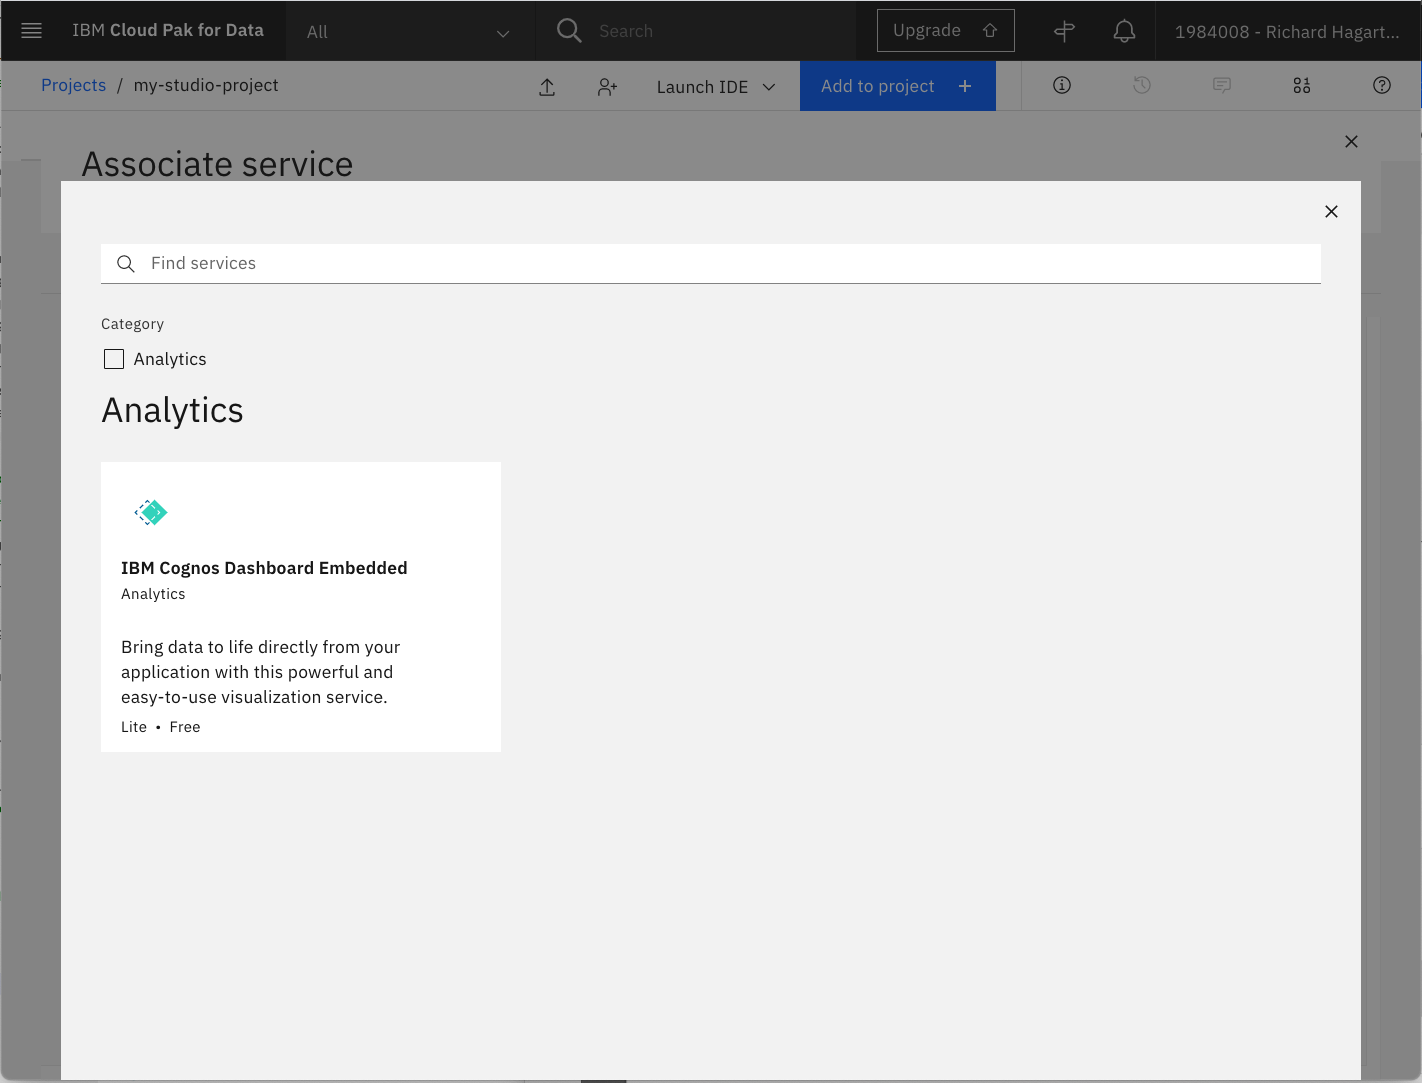 IBM Cloud Pak for Data
All
Search
Upgrade
1984008 - Richard Hagart...
Projects / my-studio-project
Launch IDE
Add to project +
Associate service
Find services
Category
Analytics
Analytics
IBM Cognos Dashboard Embedded
Analytics
Bring data to life directly from your
application with this powerful and
easy-to-use visualization service.
Lite • Free